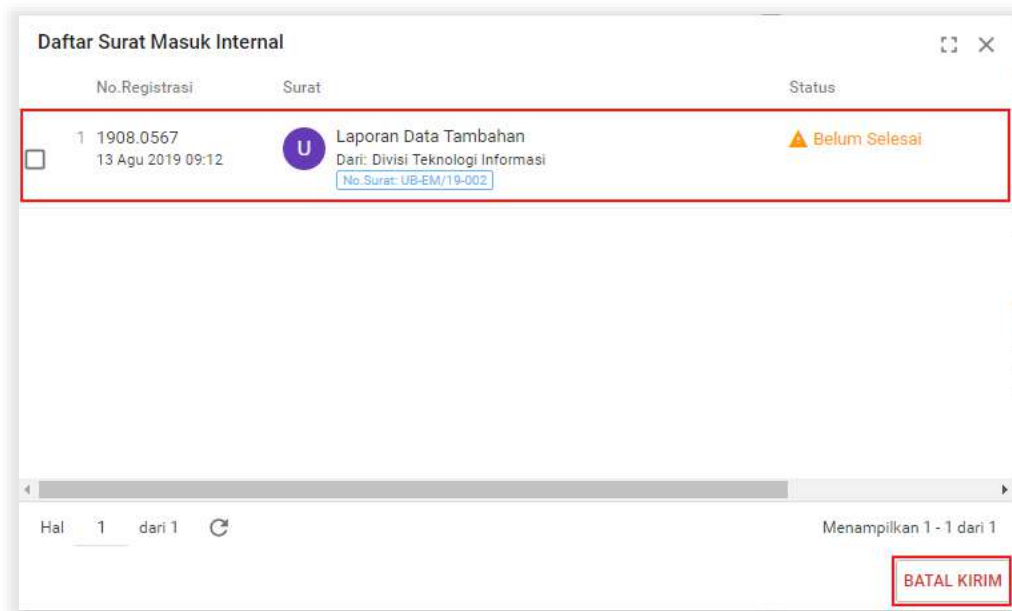 Daftar Surat Masuk Internal
No.Registrasi Surat Status
1 1908.0567 Laporan Data Tambahan Belum Selesai
13 Agu 2019 09:12 U Dari: Divisi Teknologi Informasi
No.Surat: UB-EM/19-002
Hal 1 dari 1 Menampilkan 1 - 1 dari 1
BATAL KIRIM